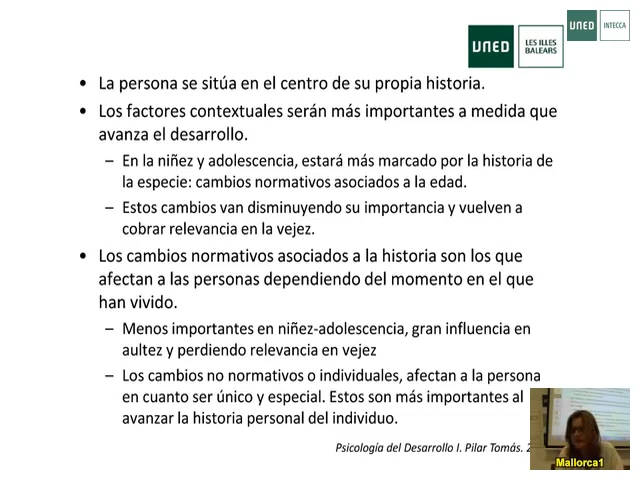 UNED
INTECCA
UNED
LES ILLES
BALEARS
• La persona se sitúa en el centro de su propia historia.
• Los factores contextuales serán más importantes a medida que
avanza el desarrollo.
– En la niñez y adolescencia, estará más marcado por la historia de
la especie: cambios normativos asociados a la edad.
– Estos cambios van disminuyendo su importancia y vuelven a
cobrar relevancia en la vejez.
• Los cambios normativos asociados a la historia son los que
afectan a las personas dependiendo del momento en el que
han vivido.
– Menos importantes en niñez-adolescencia, gran influencia en
aultez y perdiendo relevancia en vejez
– Los cambios no normativos o individuales, afectan a la persona
en cuanto ser único y especial. Estos son más importantes al
avanzar la historia personal del individuo.
Psicología del Desarrollo I. Pilar Tomás.
Mallorca1